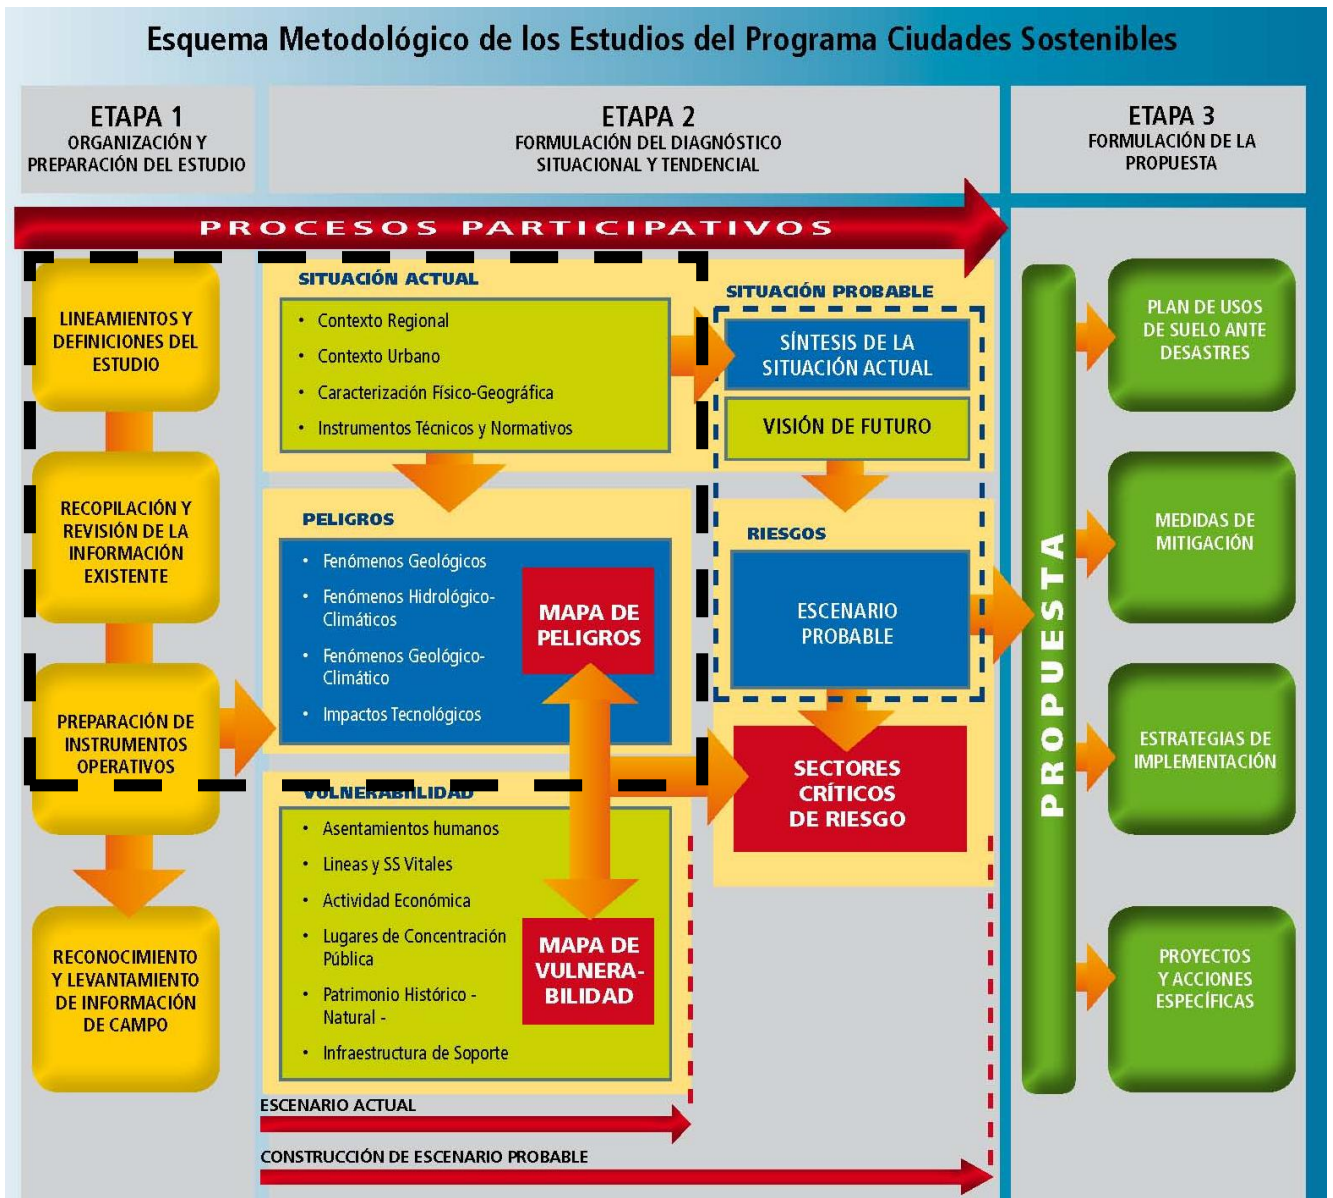 Esquema Metodológico de los Estudios del Programa Ciudades Sostenibles
ETAPA 1
ORGANIZACIÓN Y
PREPARACIÓN DEL ESTUDIO
ETAPA 2
FORMULACIÓN DEL DIAGNÓSTICO
SITUACIONAL Y TENDENCIAL
ETAPA 3
FORMULACIÓN DE LA
PROPUESTA
PROCESOS PARTICIPATIVOS
LINEAMIENTOS Y
DEFINICIONES DEL
ESTUDIO
RECOPILACIÓN Y
REVISIÓN DE LA
INFORMACIÓN
EXISTENTE
PREPARACIÓN DE
INSTRUMENTOS
OPERATIVOS
RECONOCIMIENTO
Y LEVANTAMIENTO
DE INFORMACIÓN
DE CAMPO
SITUACIÓN ACTUAL
• Contexto Regional
• Contexto Urbano
• Caracterización Físico-Geográfica
• Instrumentos Técnicos y Normativos
PELIGROS
• Fenómenos Geológicos
• Fenómenos Hidrológico-
Climáticos
• Fenómenos Geológico-
Climático
• Impactos Tecnológicos
MAPA DE
PELIGROS
VULNERABIILIDAD
• Asentamientos humanos
• Lineas y SS Vitales
• Actividad Económica
• Lugares de Concentración
Pública
• Patrimonio Histórico -
Natural -
• Infraestructura de Soporte
MAPA DE
VULNERA-
BILIDAD
ESCENARIO ACTUAL
CONSTRUCCIÓN DE ESCENARIO PROBABLE
SITUACIÓN PROBABLE
SÍNTESIS DE LA
SITUACIÓN ACTUAL
VISIÓN DE FUTURO
RIESGOS
ESCENARIO
PROBABLE
SECTORES
CRÍTICOS
DE RIESGO
PROPUESTA
PLAN DE USOS
DE SUELO ANTE
DESASTRES
MEDIDAS DE
MITIGACIÓN
ESTRATEGIAS DE
IMPLEMENTACIÓN
PROYECTOS
Y ACCIONES
ESPECÍFICAS